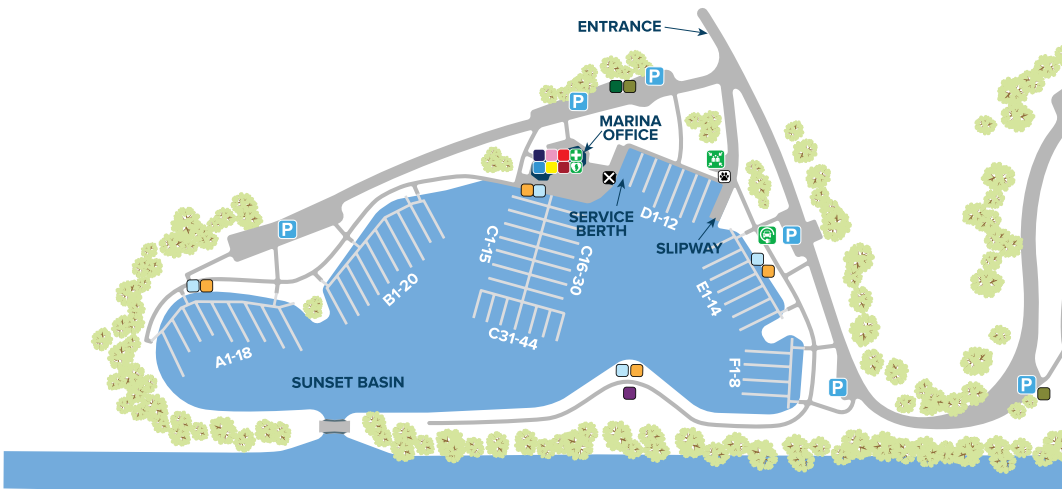 ENTRANCE
P
P
MARINA
OFFICE
D1-12
SERVICE
BERTH
SLIPWAY
C1-15
C16-30
P
P
B1-20
E1-14
C31-44
A1-18
F1-8
SUNSET BASIN
P
P